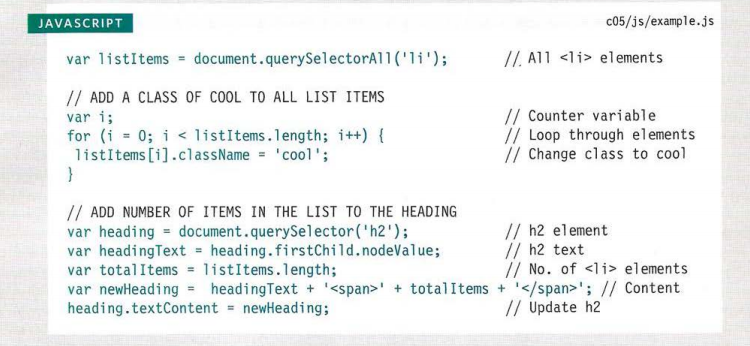 JAVASCRIPT c05/js/example.js
var listItems = document.querySelectorAll('li'); // All <li> elements
// ADD A CLASS OF COOL TO ALL LIST ITEMS
var i; // Counter variable
for (i = 0; i < listItems.length; i++) { // Loop through elements
listItems[i].className = 'cool'; // Change class to cool
}
// ADD NUMBER OF ITEMS IN THE LIST TO THE HEADING
var heading = document.querySelector('h2'); // h2 element
var headingText = heading.firstChild.nodeValue; // h2 text
var totalItems = listItems.length; // No. of <li> elements
var newHeading = headingText + '<span>' + totalItems + '</span>'; // Content
heading.textContent = newHeading; // Update h2